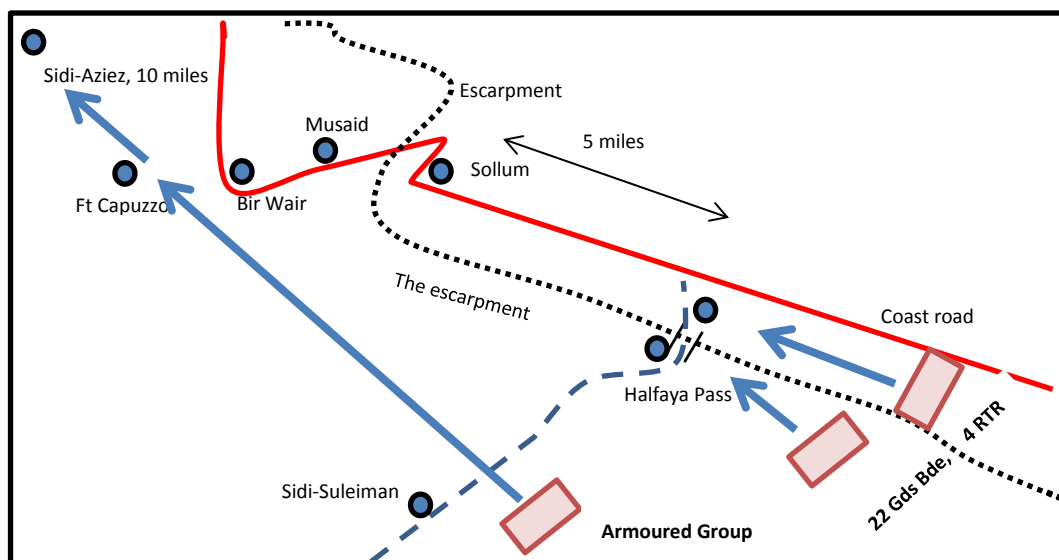 Sidi-Aziez, 10 miles
Escarpment
Musaid
5 miles
Sollum
Ft Capuzzo
Bir Wair
The escarpment
Coast road
Halfaya Pass
22 Gds Bde, 4 RTR
Sidi-Suleiman
Armoured Group